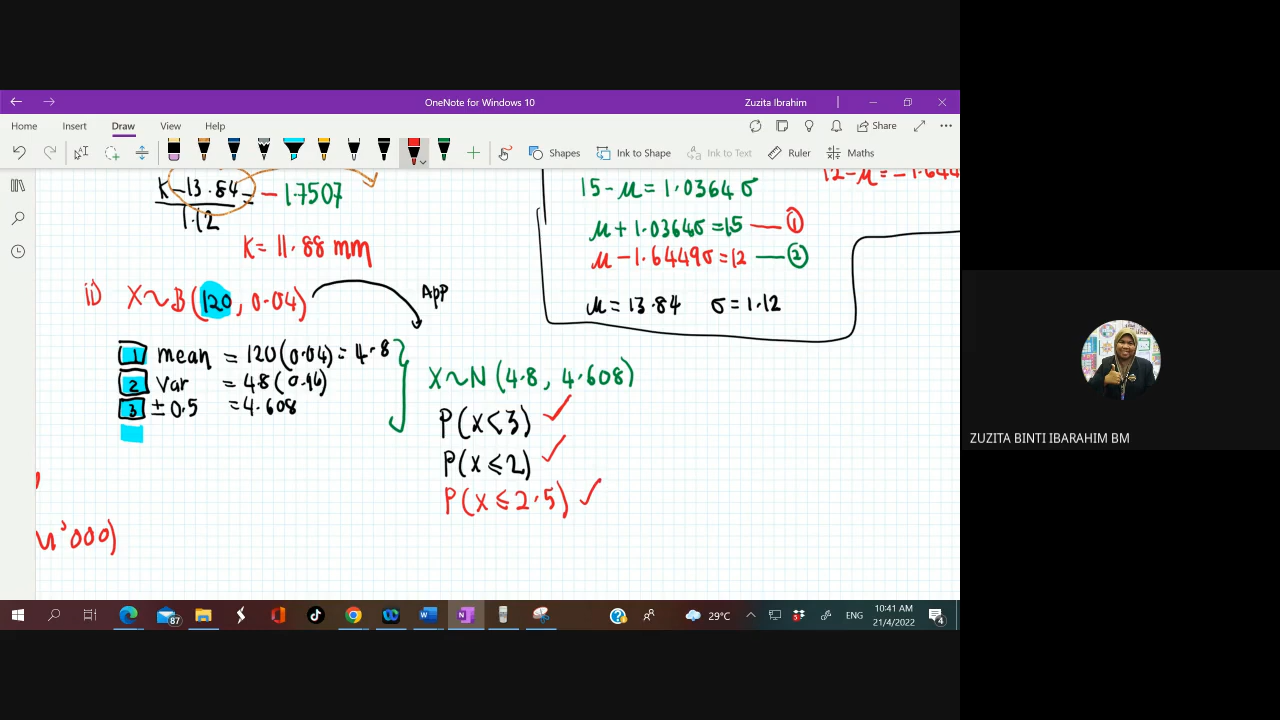 OneNote for Windows 10
Zuzita Ibrahim
Home Insert Draw View Help
Share
Shapes Ink to Shape Ink to Text Ruler Maths
K-13.84 = -1.7507
1.12
K = 11.88 mm
ii) X~B(120, 0.04)
App
1 mean = 120(0.04) = 4.8
2 Var = 4.8(0.96)
3 ± 0.5 = 4.608
X~N(4.8, 4.608)
P(X<3) ✓
P(X≤2) ✓
P(X≤2.5) ✓
15-μ = 1.0364σ
μ+1.0364σ=15 — ①
μ-1.6449σ=12 — ②
μ=13.84 σ=1.12
12-μ=-1.644
'000)
ZUZITA BINTI IBARAHIM BM
87
29°C
ENG
10:41 AM
21/4/2022
4